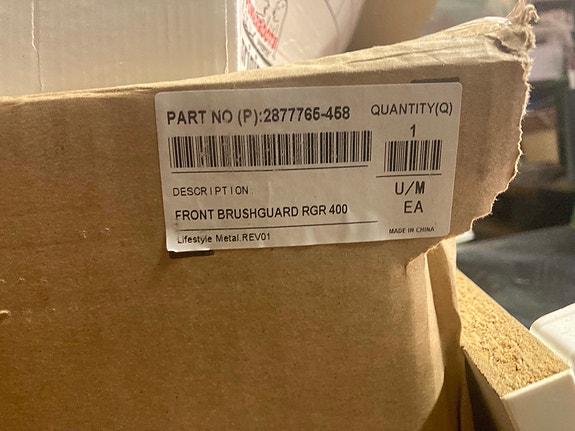 PART NO (P):2877765-458
QUANTITY(Q)
1
DESCRIPTION
U/M
FRONT BRUSHGUARD RGR 400
EA
Lifestyle Metal.REV01
MADE IN CHINA